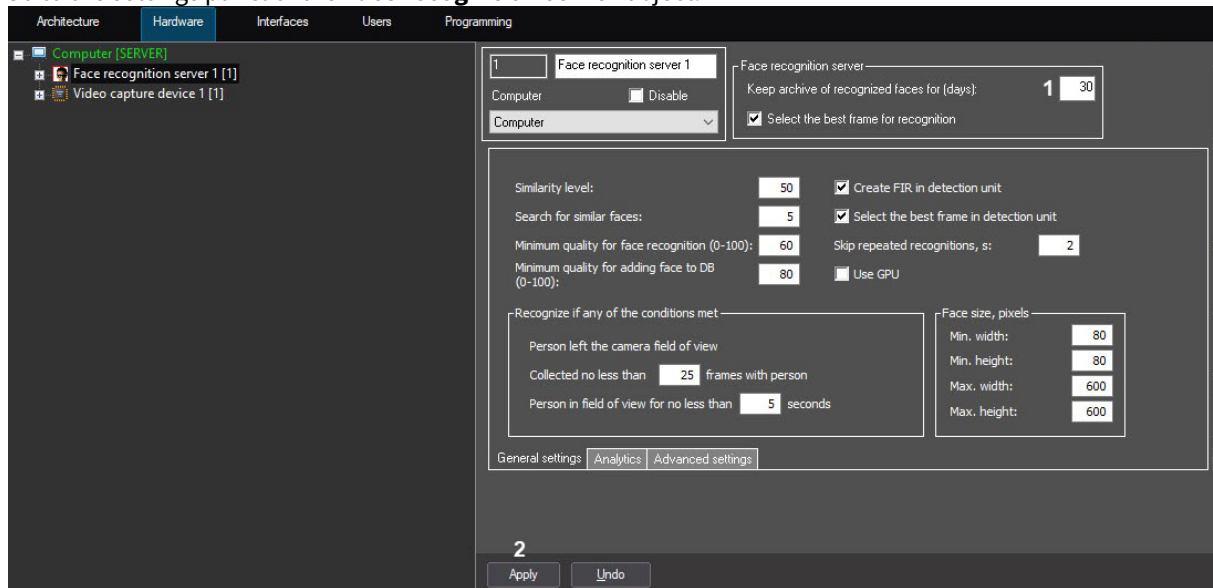 Architecture Hardware Interfaces Users Programming
Computer [SERVER]
Face recognition server 1 [1]
Video capture device 1 [1]
1 Face recognition server 1
Computer Disable
Computer
Face recognition server
Keep archive of recognized faces for (days): 1 30
Select the best frame for recognition
Similarity level: 50 Create FIR in detection unit
Search for similar faces: 5 Select the best frame in detection unit
Minimum quality for face recognition (0-100): 60 Skip repeated recognitions, s: 2
Minimum quality for adding face to DB
(0-100): 80 Use GPU
Recognize if any of the conditions met
Person left the camera field of view
Collected no less than 25 frames with person
Person in field of view for no less than 5 seconds
Face size, pixels
Min. width: 80
Min. height: 80
Max. width: 600
Max. height: 600
General settings Analytics Advanced settings
2
Apply Undo